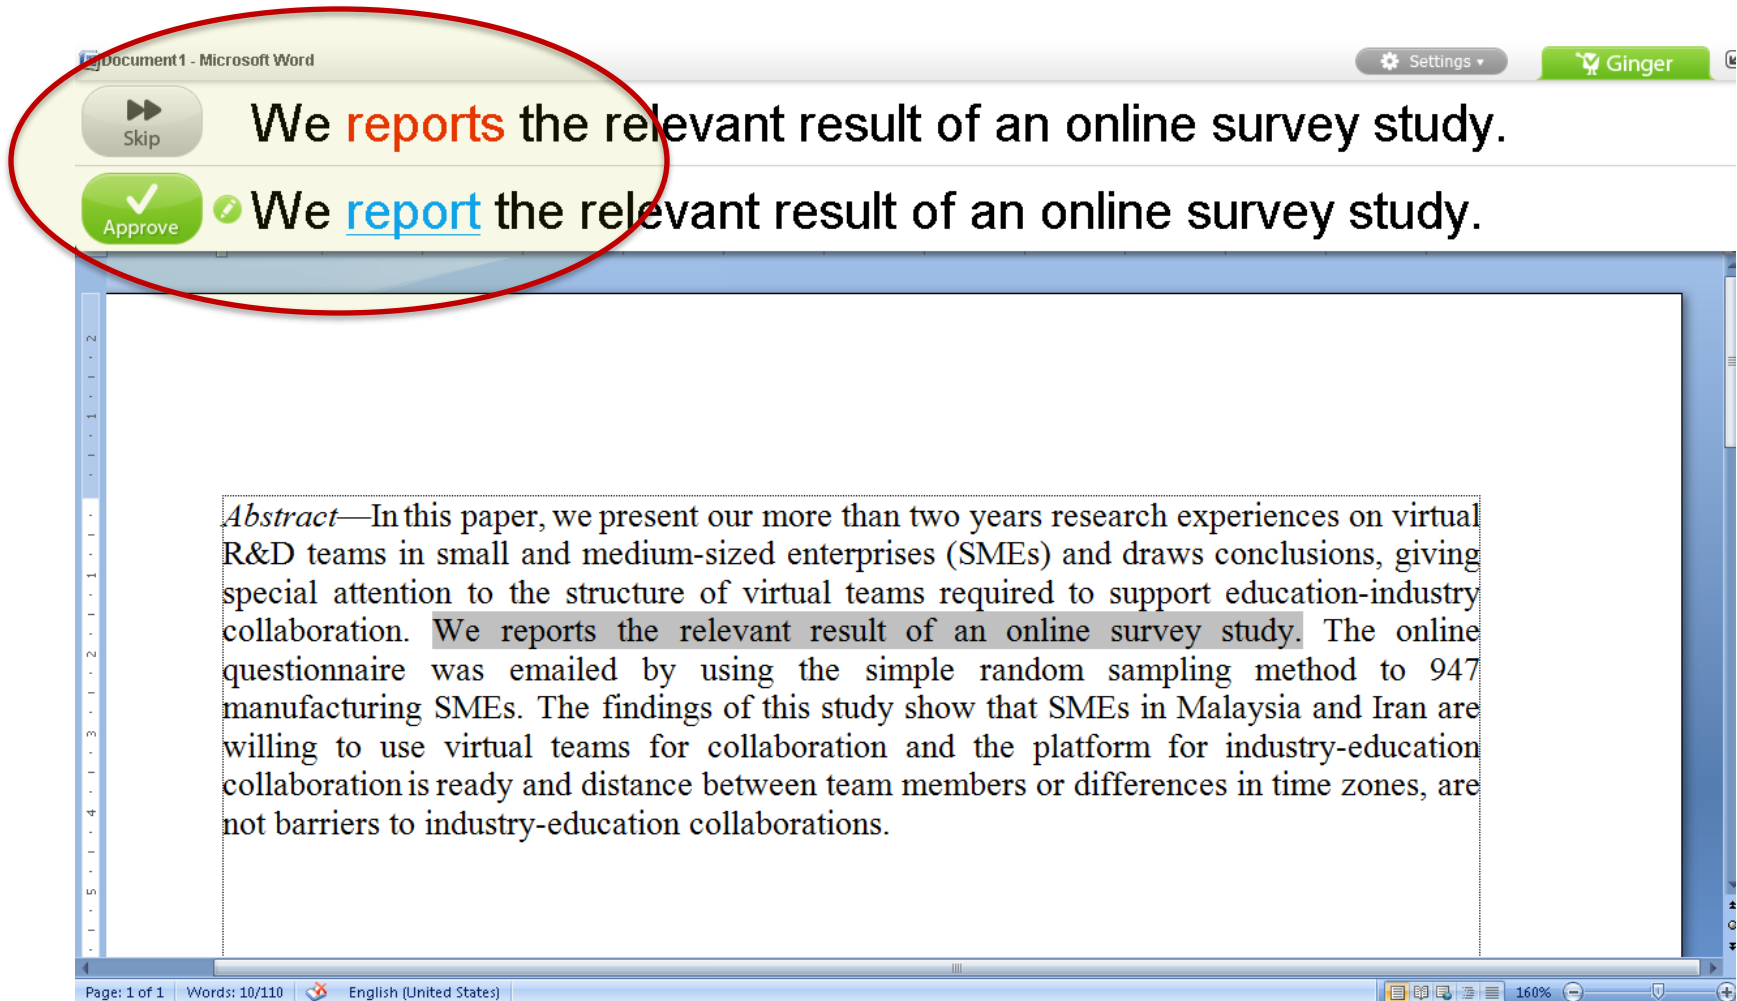 Document1 - Microsoft Word
Settings
Ginger
Skip
We reports the relevant result of an online survey study.
Approve
We report the relevant result of an online survey study.
2
1
1
2
3
4
5
Abstract—In this paper, we present our more than two years research experiences on virtual
R&D teams in small and medium-sized enterprises (SMEs) and draws conclusions, giving
special attention to the structure of virtual teams required to support education-industry
collaboration. We reports the relevant result of an online survey study. The online
questionnaire was emailed by using the simple random sampling method to 947
manufacturing SMEs. The findings of this study show that SMEs in Malaysia and Iran are
willing to use virtual teams for collaboration and the platform for industry-education
collaboration is ready and distance between team members or differences in time zones, are
not barriers to industry-education collaborations.
Page: 1 of 1 Words: 10/110 English (United States) 160%